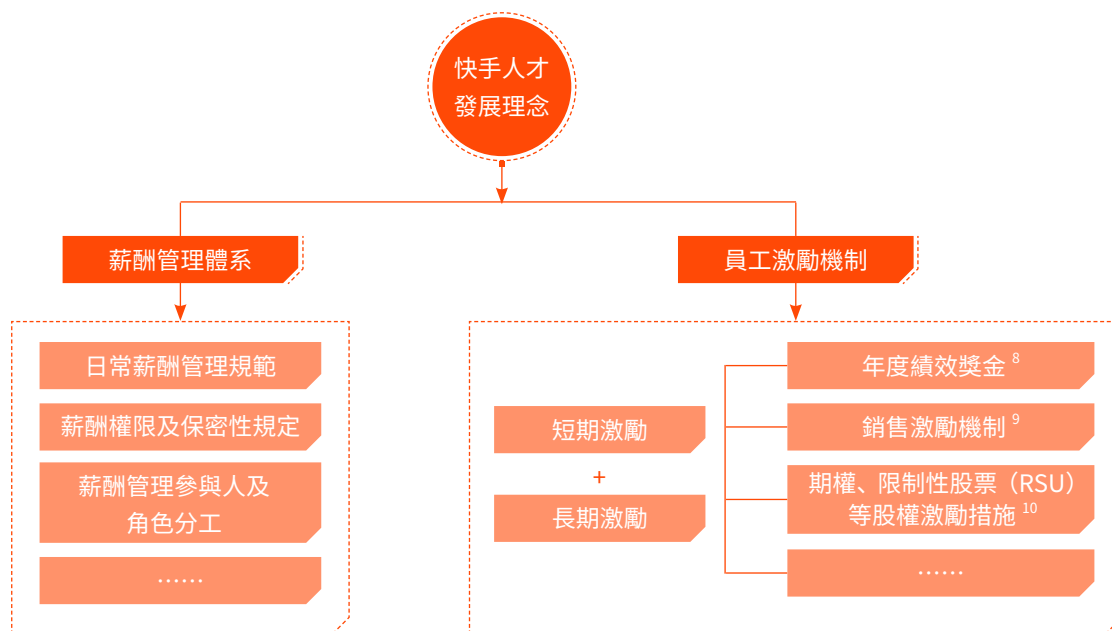 快手人才
發展理念
薪酬管理體系
員工激勵機制
日常薪酬管理規範
薪酬權限及保密性規定
薪酬管理參與人及
角色分工
……
短期激勵
+
長期激勵
年度績效獎金 8
銷售激勵機制 9
期權、限制性股票（RSU）
等股權激勵措施 10
……